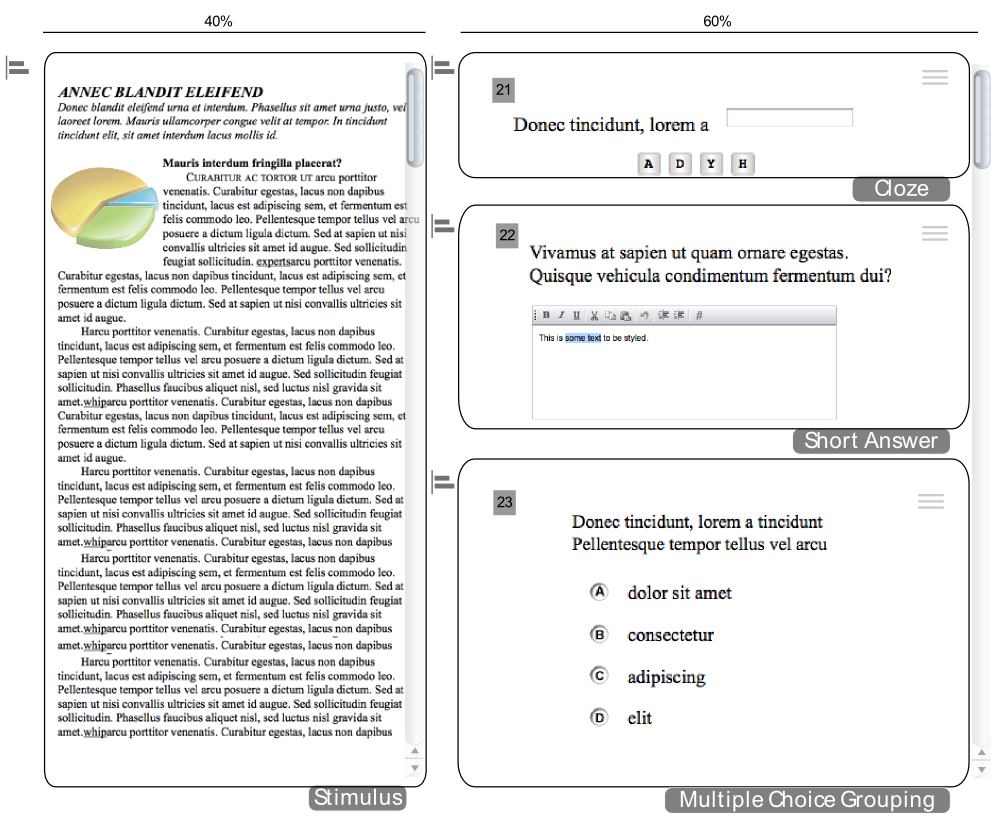 40%
60%
ANNEC BLANDIT ELEIFEND
Donec blandit eleifend urna et interdum. Phasellus sit amet urna justo, vel
laoreet lorem. Mauris ullamcorper congue velit at tempor. In tincidunt
tincidunt elit, sit amet interdum lacus mollis id.
Mauris interdum fringilla placerat?
CURABITUR AC TORTOR UT arcu porttitor
venenatis. Curabitur egestas, lacus non dapibus
tincidunt, lacus est adipiscing sem, et fermentum est
felis commodo leo. Pellentesque tempor tellus vel arcu
posuere a dictum ligula dictum. Sed at sapien ut nisi
convallis ultricies sit amet id augue. Sed sollicitudin
feugiat sollicitudin. expertsarcu porttitor venenatis.
Curabitur egestas, lacus non dapibus tincidunt, lacus est adipiscing sem, et
fermentum est felis commodo leo. Pellentesque tempor tellus vel arcu
posuere a dictum ligula dictum. Sed at sapien ut nisi convallis ultricies sit
amet id augue.
Harcu porttitor venenatis. Curabitur egestas, lacus non dapibus
tincidunt, lacus est adipiscing sem, et fermentum est felis commodo leo.
Pellentesque tempor tellus vel arcu posuere a dictum ligula dictum. Sed at
sapien ut nisi convallis ultricies sit amet id augue. Sed sollicitudin feugiat
sollicitudin. Phasellus faucibus aliquet nisl, sed luctus nisl gravida sit
amet.whiparcu porttitor venenatis. Curabitur egestas, lacus non dapibus
Curabitur egestas, lacus non dapibus tincidunt, lacus est adipiscing sem, et
fermentum est felis commodo leo. Pellentesque tempor tellus vel arcu
posuere a dictum ligula dictum. Sed at sapien ut nisi convallis ultricies sit
amet id augue.
Harcu porttitor venenatis. Curabitur egestas, lacus non dapibus
tincidunt, lacus est adipiscing sem, et fermentum est felis commodo leo.
Pellentesque tempor tellus vel arcu posuere a dictum ligula dictum. Sed at
sapien ut nisi convallis ultricies sit amet id augue. Sed sollicitudin feugiat
sollicitudin. Phasellus faucibus aliquet nisl, sed luctus nisl gravida sit
amet.whiparcu porttitor venenatis. Curabitur egestas, lacus non dapibus
Harcu porttitor venenatis. Curabitur egestas, lacus non dapibus
tincidunt, lacus est adipiscing sem, et fermentum est felis commodo leo.
Pellentesque tempor tellus vel arcu posuere a dictum ligula dictum. Sed at
sapien ut nisi convallis ultricies sit amet id augue. Sed sollicitudin feugiat
sollicitudin. Phasellus faucibus aliquet nisl, sed luctus nisl gravida sit
amet.whiparcu porttitor venenatis. Curabitur egestas, lacus non dapibus
amet.whiparcu porttitor venenatis. Curabitur egestas, lacus non dapibus
Harcu porttitor venenatis. Curabitur egestas, lacus non dapibus
tincidunt, lacus est adipiscing sem, et fermentum est felis commodo leo.
Pellentesque tempor tellus vel arcu posuere a dictum ligula dictum. Sed at
sapien ut nisi convallis ultricies sit amet id augue. Sed sollicitudin feugiat
sollicitudin. Phasellus faucibus aliquet nisl, sed luctus nisl gravida sit
amet.whiparcu porttitor venenatis. Curabitur egestas, lacus non dapibus
Stimulus
21
Donec tincidunt, lorem a
A D Y H
Cloze
22
Vivamus at sapien ut quam ornare egestas.
Quisque vehicula condimentum fermentum dui?
B I U #
This is some text to be styled.
Short Answer
23
Donec tincidunt, lorem a tincidunt
Pellentesque tempor tellus vel arcu
A dolor sit amet
B consectetur
C adipiscing
D elit
Multiple Choice Grouping